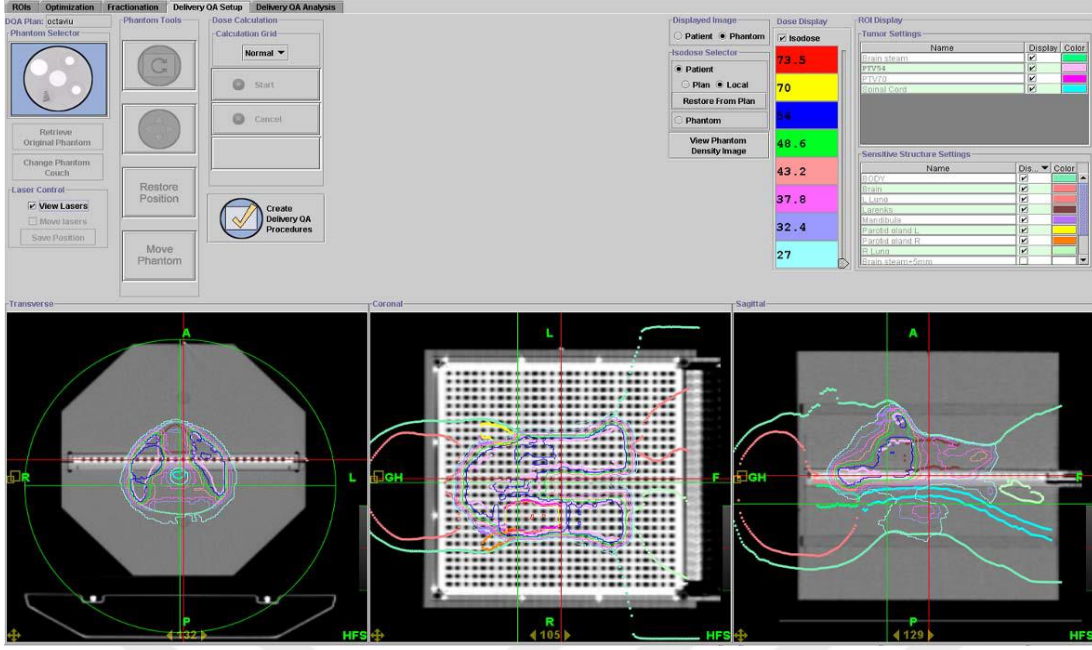 ROIs Optimization Fractionation Delivery QA Setup Delivery QA Analysis
DQA Plan: octaviu
Phantom Selector
Retrieve
Original Phantom
Change Phantom
Couch
Laser Control
View Lasers
Move lasers
Save Position
Phantom Tools
Restore
Position
Move
Phantom
Dose Calculation
Calculation Grid
Normal
Start
Cancel
Create
Delivery QA
Procedures
Displayed Image
Patient Phantom
Isodose Selector
Patient
Plan Local
Restore From Plan
Phantom
View Phantom
Density Image
Dose Display
Isodose
73.5
70
54
48.6
43.2
37.8
32.4
27
ROI Display
Tumor Settings
Name Display Color
Brain steam
PTV54
PTV70
Spinal Cord
Sensitive Structure Settings
Name Dis... Color
BODY
Brain
L Lung
Larenks
Mandibula
Parotid gland L
Parotid gland R
R Lung
Brain steam+5mm
Transverse
A
R
L
P
132
HFS
Coronal
L
GH
F
R
105
HFS
Sagittal
A
GH
F
P
129
HFS